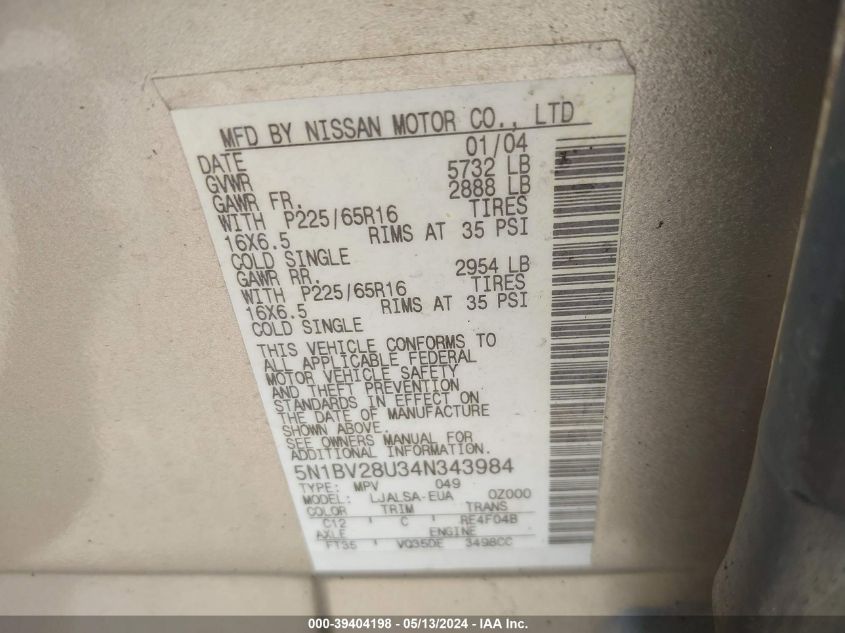 MFD BY NISSAN MOTOR CO., LTD
DATE 01/04
GVWR 5732 LB
GAWR FR. 2888 LB
WITH P225/65R16 TIRES
16X6.5 RIMS AT 35 PSI
COLD SINGLE
GAWR RR. 2954 LB
WITH P225/65R16 TIRES
16X6.5 RIMS AT 35 PSI
COLD SINGLE
THIS VEHICLE CONFORMS TO
ALL APPLICABLE FEDERAL
MOTOR VEHICLE SAFETY
AND THEFT PREVENTION
STANDARDS IN EFFECT ON
THE DATE OF MANUFACTURE
SHOWN ABOVE.
SEE OWNERS MANUAL FOR
ADDITIONAL INFORMATION.
5N1BV28U34N343984
TYPE: MPV 049
MODEL: LJALSA-EUA 0Z000
COLOR TRIM TRANS
C12 C RE4F04B
AXLE ENGINE
FT35 VQ35DE 3498CC
000-39404198 - 05/13/2024 - IAA Inc.